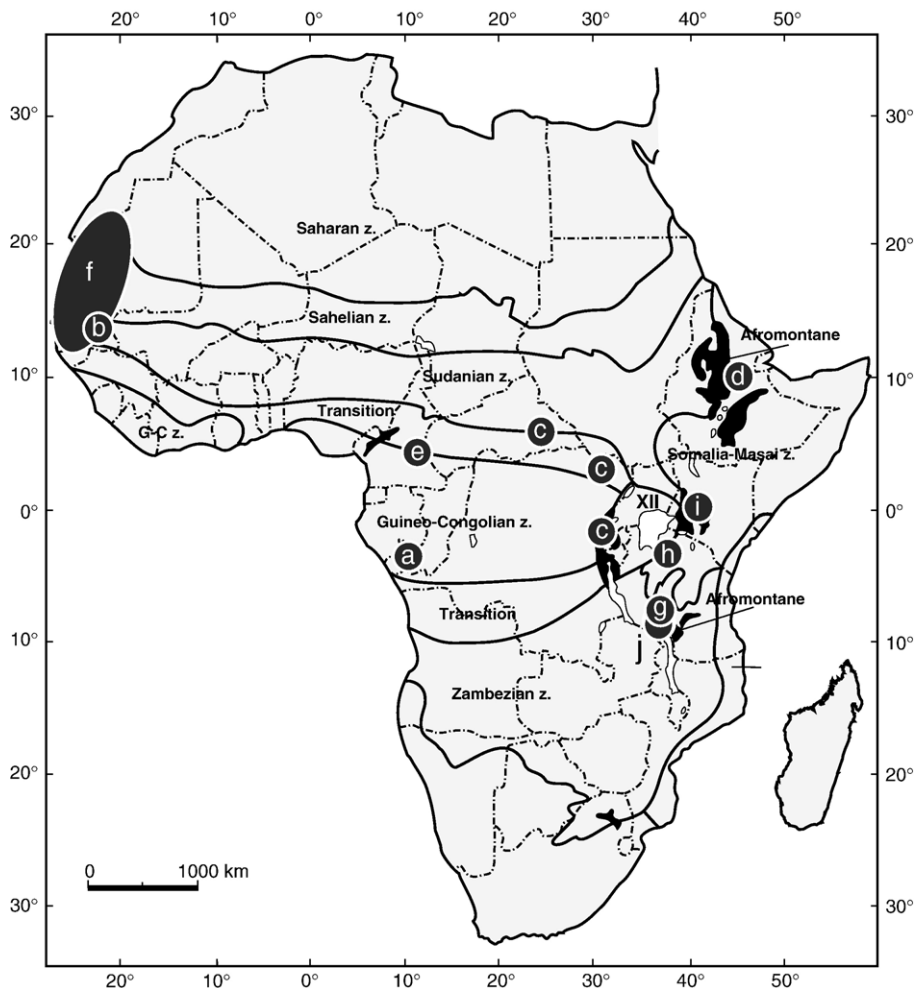 20° 10° 0° 10° 20° 30° 40° 50°
30° 30°
20° 20°
Saharan z.
f
b
Sahelian z.
Afromontane
10° 10°
d
Sudanian z.
Transition
G-C z.
c
e
Somalia-Masai z.
c
XII
i
0° 0°
Guineo-Congolian z.
c
a
h
g
Afromontane
Transition
10° 10°
j
Zambezian z.
20° 20°
0 1000 km
30° 30°
20° 10° 0° 10° 20° 30° 40° 50°